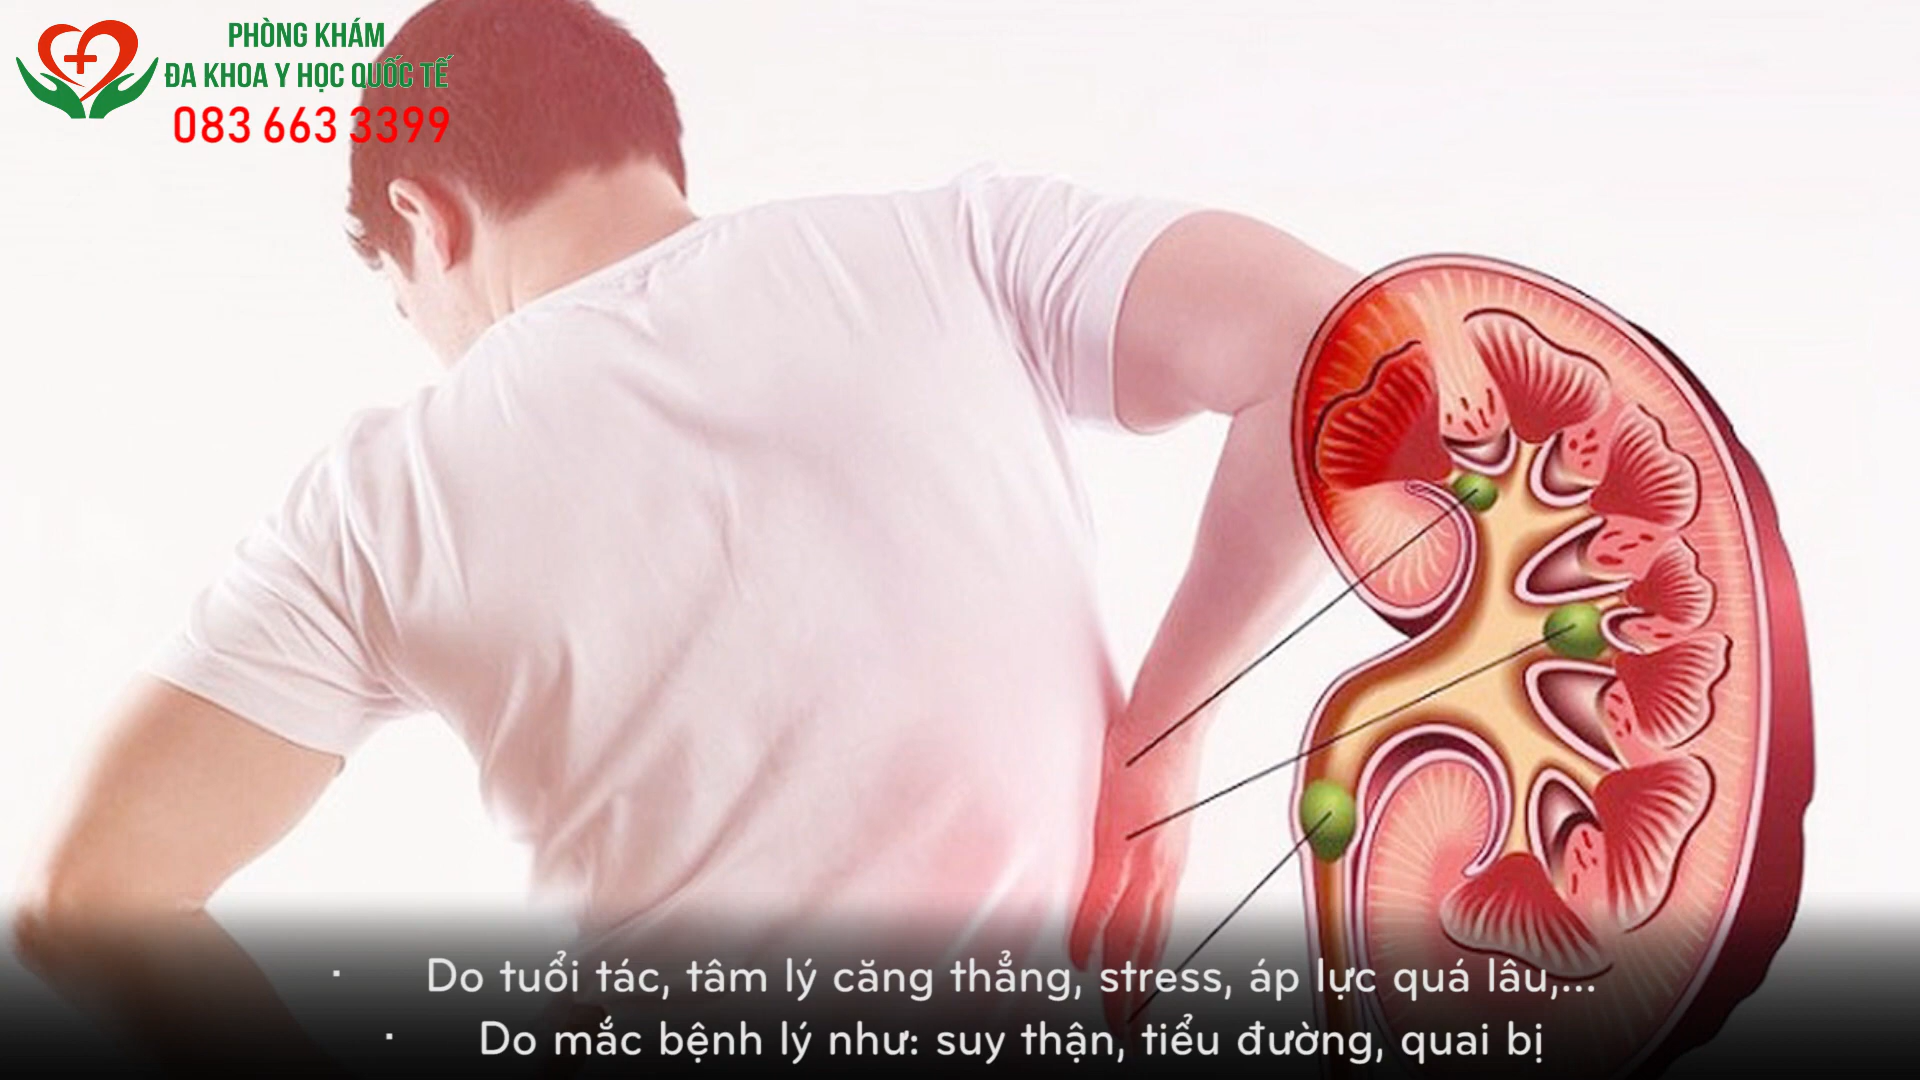 PHÒNG KHÁM
ĐA KHOA Y HỌC QUỐC TẾ
083 663 3399
· Do tuổi tác, tâm lý căng thẳng, stress, áp lực quá lâu,...
· Do mắc bệnh lý như: suy thận, tiểu đường, quai bị